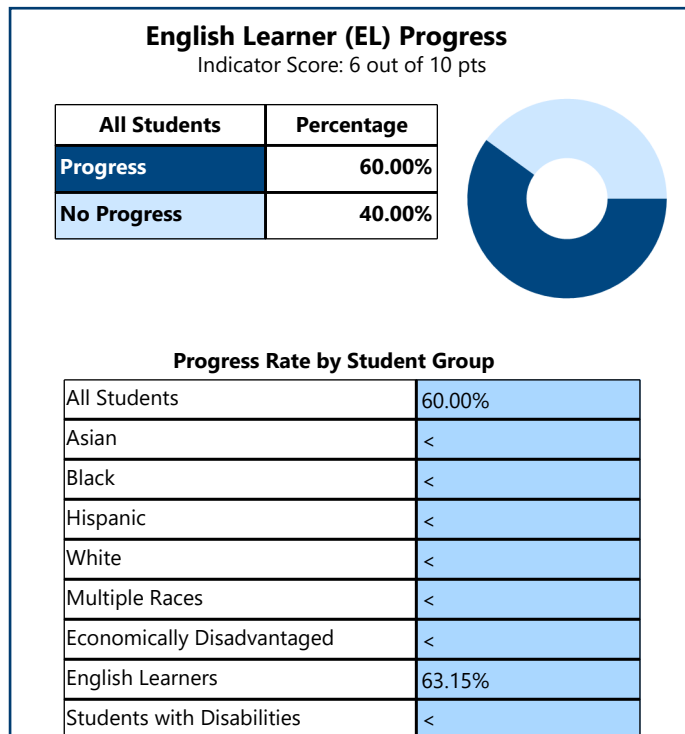 English Learner (EL) Progress
Indicator Score: 6 out of 10 pts
All Students Percentage
Progress 60.00%
No Progress 40.00%
Progress Rate by Student Group
All Students 60.00%
Asian <
Black <
Hispanic <
White <
Multiple Races <
Economically Disadvantaged <
English Learners 63.15%
Students with Disabilities <